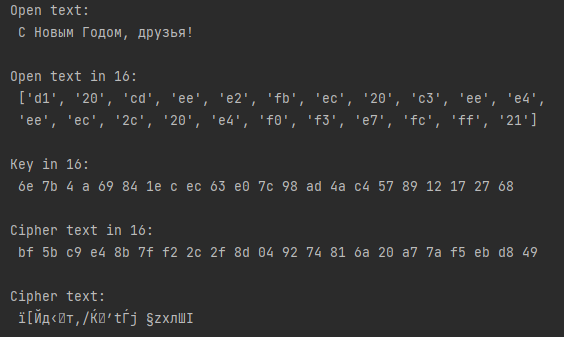 Open text:
С Новым Годом, друзья!
Open text in 16:
['d1', '20', 'cd', 'ee', 'e2', 'fb', 'ec', '20', 'c3', 'ee', 'e4',
'ee', 'ec', '2c', '20', 'e4', 'f0', 'f3', 'e7', 'fc', 'ff', '21']
Key in 16:
6e 7b 4 a 69 84 1e c ec 63 e0 7c 98 ad 4a c4 57 89 12 17 27 68
Cipher text in 16:
bf 5b c9 e4 8b 7f f2 2c 2f 8d 04 92 74 81 6a 20 a7 7a f5 eb d8 49
Cipher text:
ї[Йд‹т,/Ќ’tЃj §zхлШI